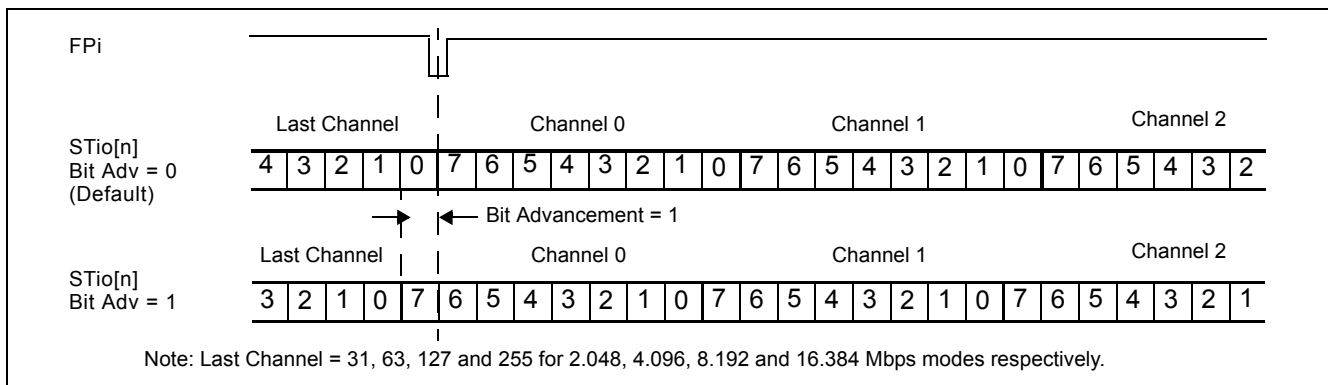 FPi
Last Channel Channel 0 Channel 1 Channel 2
STio[n]
Bit Adv = 0
(Default)
4 3 2 1 0 7 6 5 4 3 2 1 0 7 6 5 4 3 2 1 0 7 6 5 4 3 2
Bit Advancement = 1
Last Channel Channel 0 Channel 1 Channel 2
STio[n]
Bit Adv = 1
3 2 1 0 7 6 5 4 3 2 1 0 7 6 5 4 3 2 1 0 7 6 5 4 3 2 1
Note: Last Channel = 31, 63, 127 and 255 for 2.048, 4.096, 8.192 and 16.384 Mbps modes respectively.